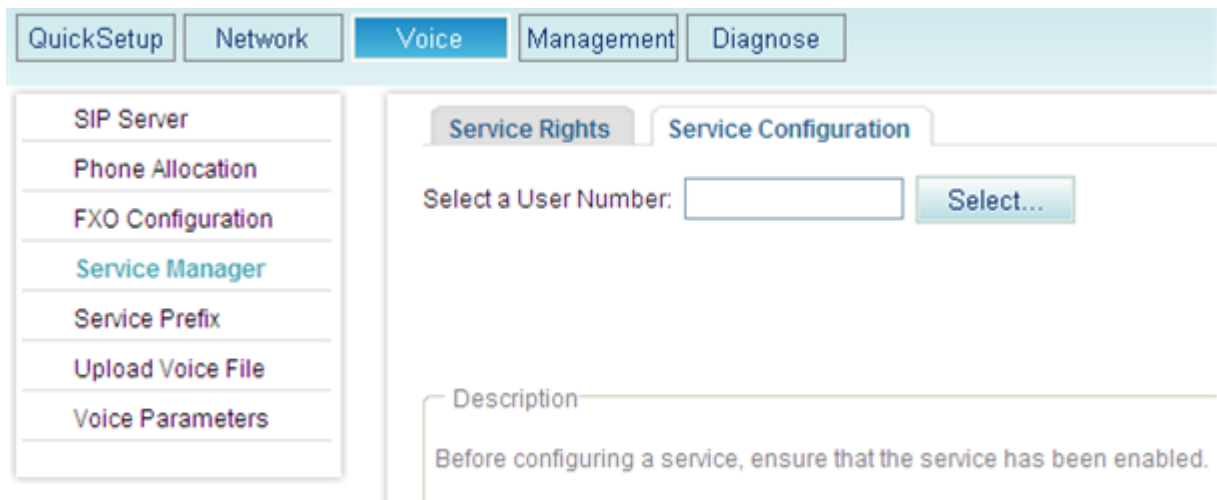 QuickSetup Network Voice Management Diagnose
SIP Server
Phone Allocation
FXO Configuration
Service Manager
Service Prefix
Upload Voice File
Voice Parameters
Service Rights Service Configuration
Select a User Number: Select...
Description
Before configuring a service, ensure that the service has been enabled.